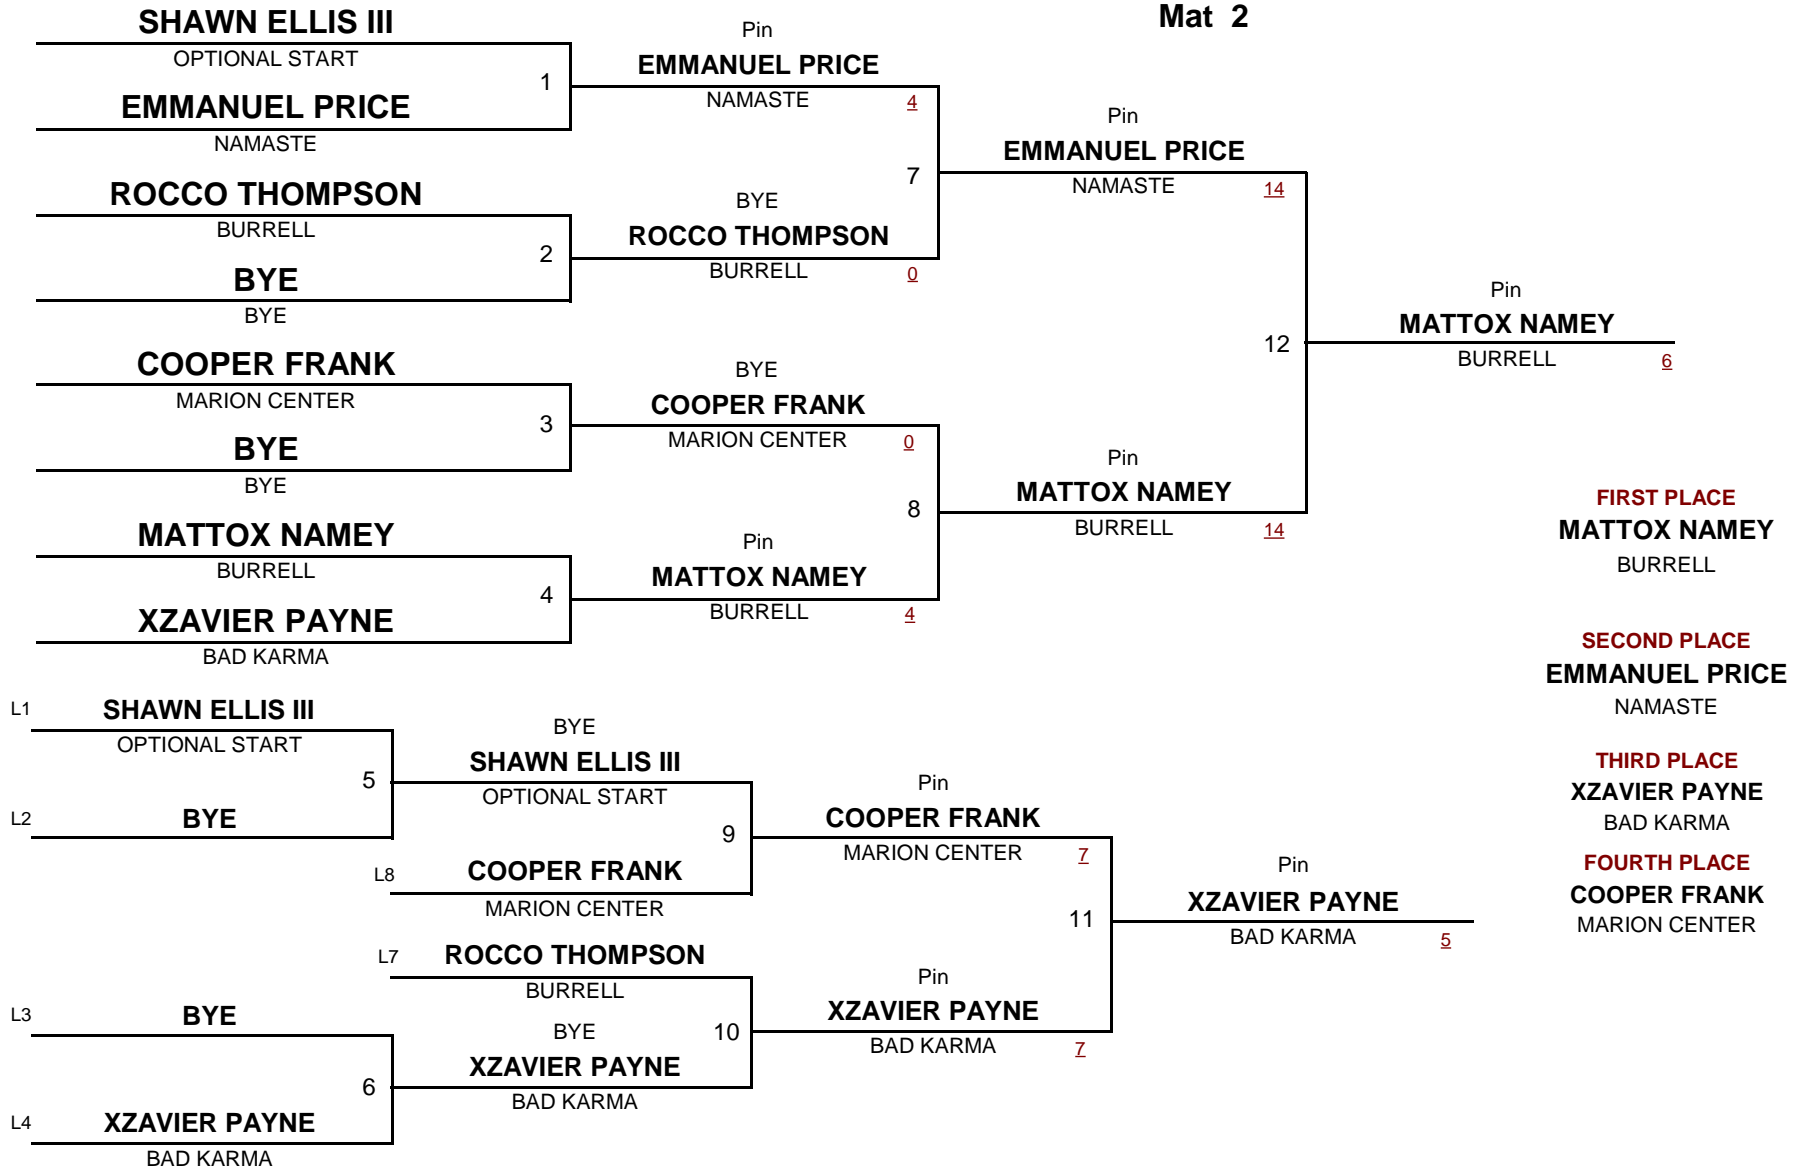 Mat 2
SHAWN ELLIS III
OPTIONAL START
1
EMMANUEL PRICE
NAMASTE
ROCCO THOMPSON
BURRELL
2
BYE
BYE
COOPER FRANK
MARION CENTER
3
BYE
BYE
MATTOX NAMEY
BURRELL
4
XZAVIER PAYNE
BAD KARMA
Pin
EMMANUEL PRICE
NAMASTE 4
7
BYE
ROCCO THOMPSON
BURRELL 0
BYE
COOPER FRANK
MARION CENTER 0
8
Pin
MATTOX NAMEY
BURRELL 4
Pin
EMMANUEL PRICE
NAMASTE 14
12
Pin
MATTOX NAMEY
BURRELL 14
Pin
MATTOX NAMEY
BURRELL 6
L1 SHAWN ELLIS III
OPTIONAL START
5
L2 BYE
L3 BYE
6
L4 XZAVIER PAYNE
BAD KARMA
BYE
SHAWN ELLIS III
OPTIONAL START
9
L8 COOPER FRANK
MARION CENTER
L7 ROCCO THOMPSON
BURRELL
10
BYE
XZAVIER PAYNE
BAD KARMA
Pin
COOPER FRANK
MARION CENTER 7
11
Pin
XZAVIER PAYNE
BAD KARMA 7
Pin
XZAVIER PAYNE
BAD KARMA 5
FIRST PLACE
MATTOX NAMEY
BURRELL
SECOND PLACE
EMMANUEL PRICE
NAMASTE
THIRD PLACE
XZAVIER PAYNE
BAD KARMA
FOURTH PLACE
COOPER FRANK
MARION CENTER